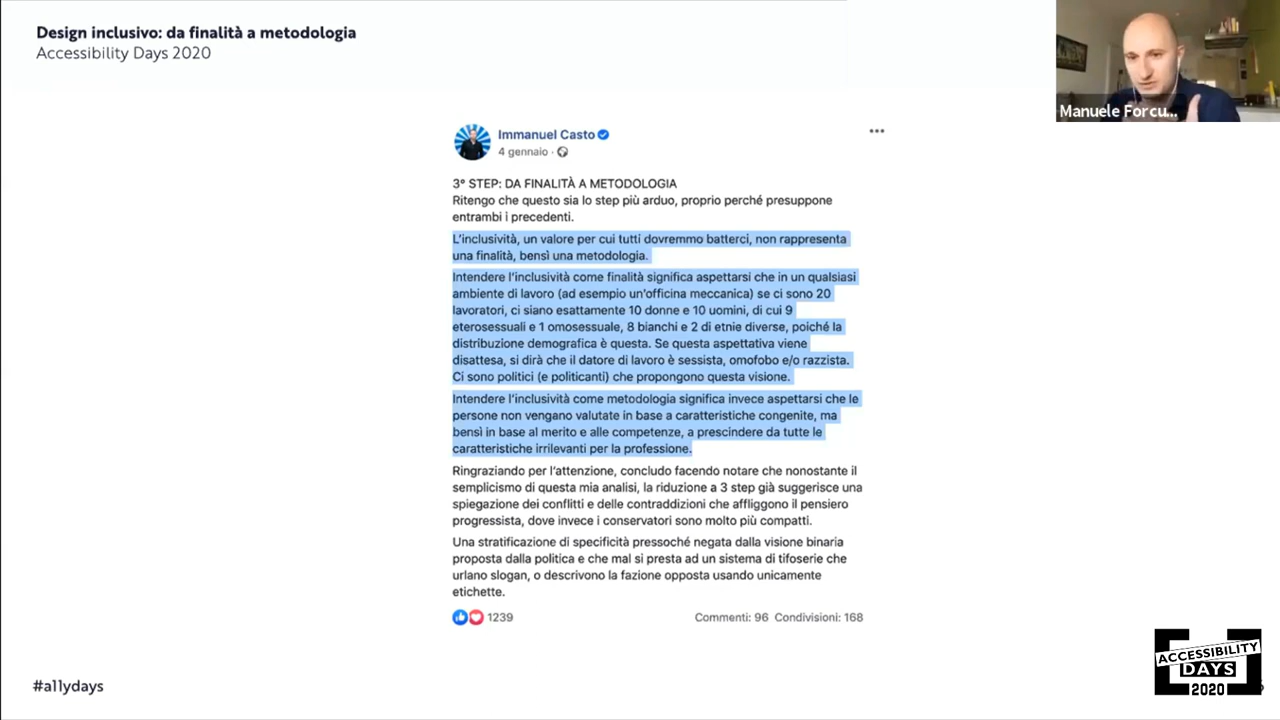 Design inclusivo: da finalità a metodologia
Accessibility Days 2020
Manuele Forcu...
Immanuel Casto
4 gennaio ·
3° STEP: DA FINALITÀ A METODOLOGIA
Ritengo che questo sia lo step più arduo, proprio perché presuppone
entrambi i precedenti.
L'inclusività, un valore per cui tutti dovremmo batterci, non rappresenta
una finalità, bensì una metodologia.
Intendere l'inclusività come finalità significa aspettarsi che in un qualsiasi
ambiente di lavoro (ad esempio un'officina meccanica) se ci sono 20
lavoratori, ci siano esattamente 10 donne e 10 uomini, di cui 9
eterosessuali e 1 omosessuale, 8 bianchi e 2 di etnie diverse, poiché la
distribuzione demografica è questa. Se questa aspettativa viene
disattesa, si dirà che il datore di lavoro è sessista, omofobo e/o razzista.
Ci sono politici (e politicanti) che propongono questa visione.
Intendere l'inclusività come metodologia significa invece aspettarsi che le
persone non vengano valutate in base a caratteristiche congenite, ma
bensì in base al merito e alle competenze, a prescindere da tutte le
caratteristiche irrilevanti per la professione.
Ringraziando per l'attenzione, concludo facendo notare che nonostante il
semplicismo di questa mia analisi, la riduzione a 3 step già suggerisce una
spiegazione dei conflitti e delle contraddizioni che affliggono il pensiero
progressista, dove invece i conservatori sono molto più compatti.
Una stratificazione di specificità pressoché negata dalla visione binaria
proposta dalla politica e che mal si presta ad un sistema di tifoserie che
urlano slogan, o descrivono la fazione opposta usando unicamente
etichette.
1239 Commenti: 96 Condivisioni: 168
#a11ydays
ACCESSIBILITY
DAYS
2020